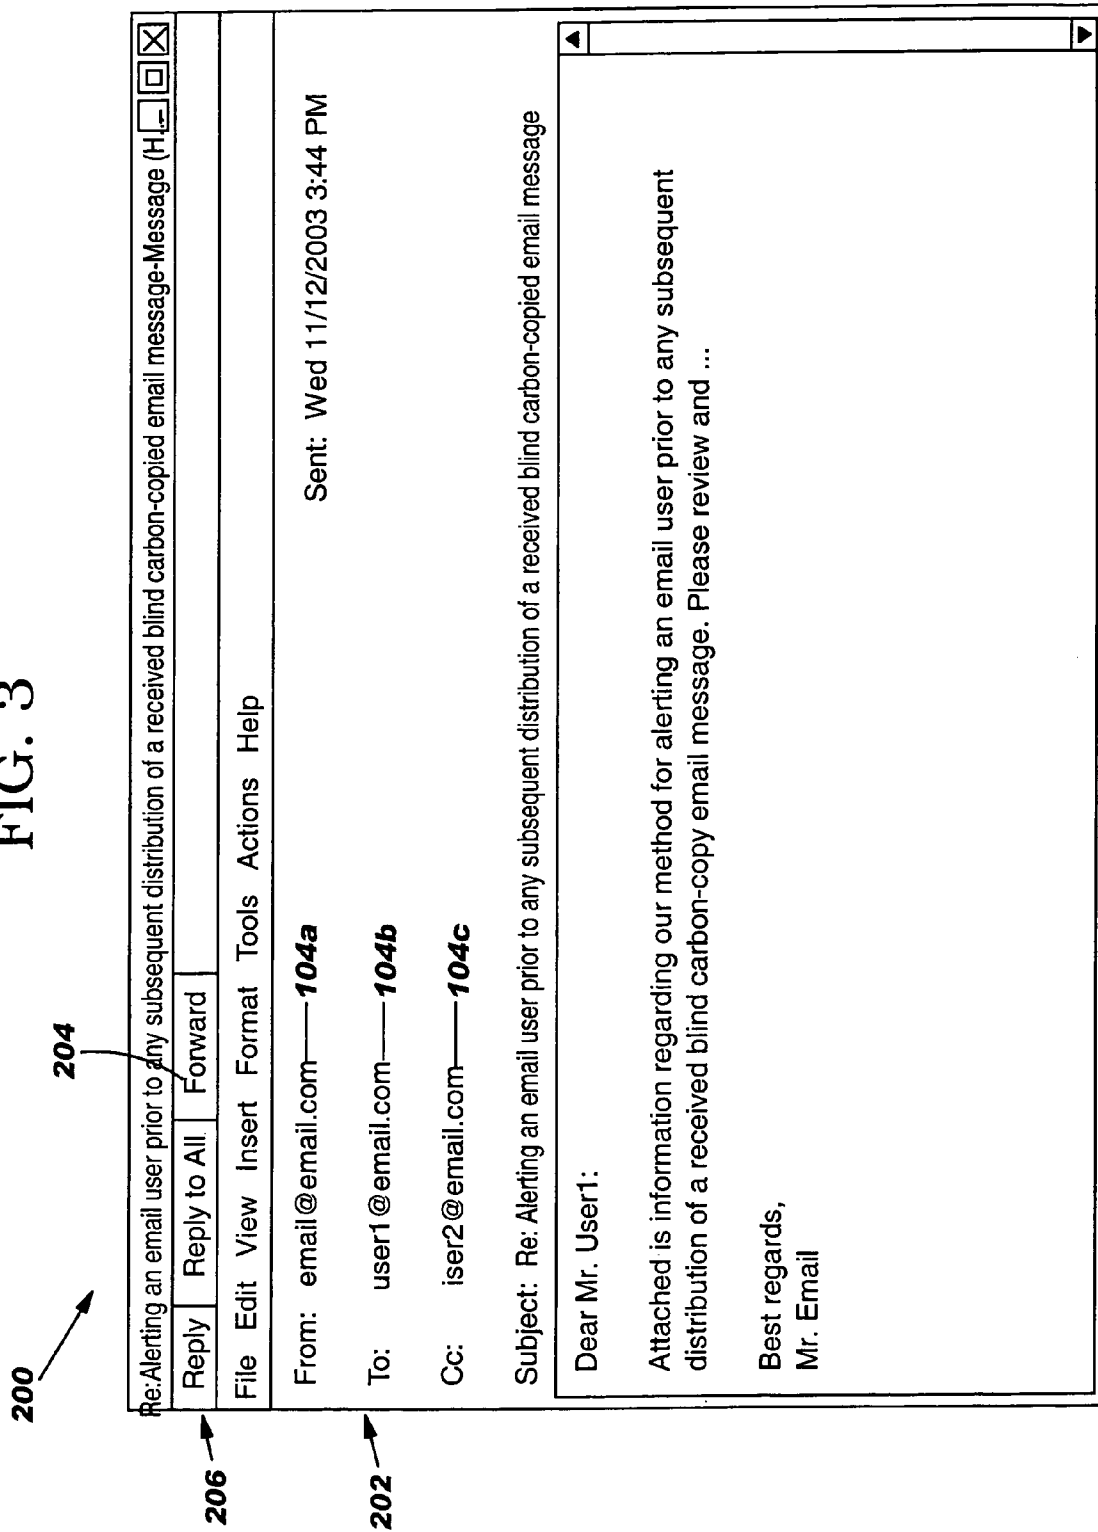 FIG. 3
200
204
Re:Alerting an email user prior to any subsequent distribution of a received blind carbon-copied email message-Message (H...
206
Reply Reply to All Forward
File Edit View Insert Format Tools Actions Help
From: email@email.com 104a
Sent: Wed 11/12/2003 3:44 PM
202
To: user1@email.com 104b
Cc: iser2@email.com 104c
Subject: Re: Alerting an email user prior to any subsequent distribution of a received blind carbon-copied email message
Dear Mr. User1:
Attached is information regarding our method for alerting an email user prior to any subsequent
distribution of a received blind carbon-copy email message. Please review and ...
Best regards,
Mr. Email